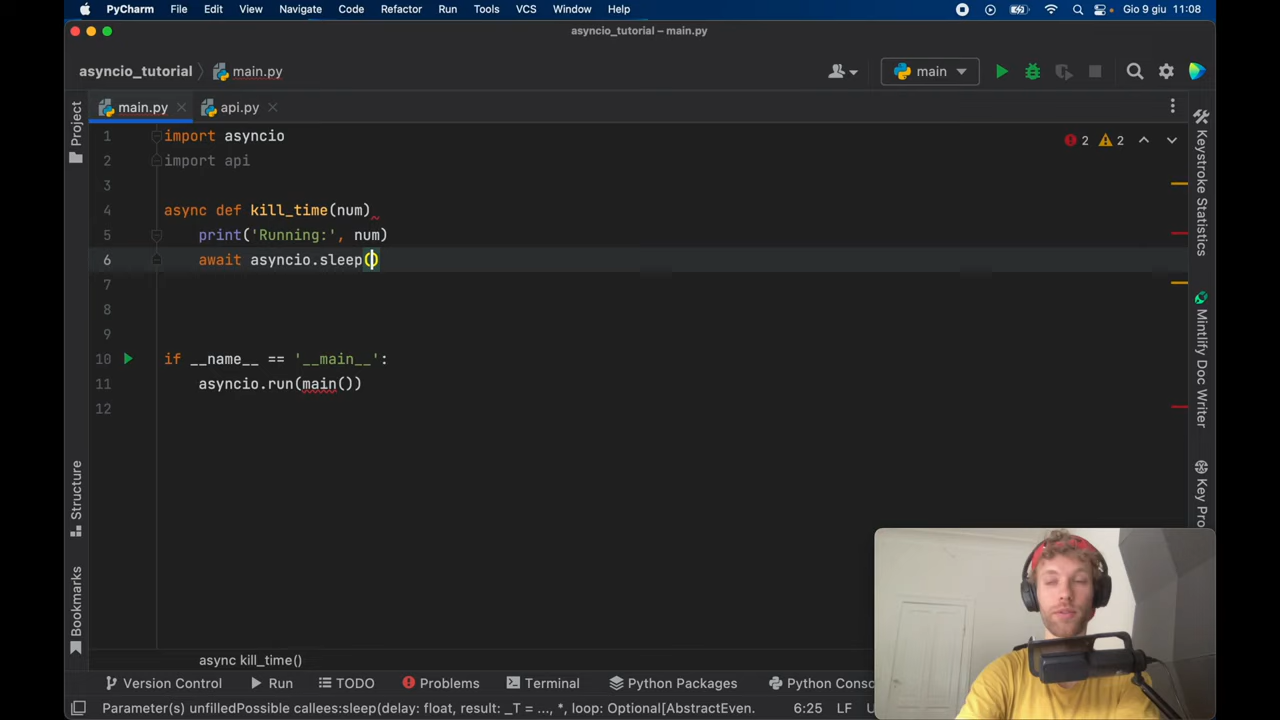 PyCharm File Edit View Navigate Code Refactor Run Tools VCS Window Help Gio 9 giu 11:08
asyncio_tutorial – main.py
asyncio_tutorial main.py main
main.py api.py
Project
1 import asyncio
2 import api
2 2
3
4 async def kill_time(num)
5 print('Running:', num)
6 await asyncio.sleep()
7
8
9
10 if __name__ == '__main__':
11 asyncio.run(main())
12
Keystroke Statistics
Mintlify Doc Writer
Key Pro
Structure
Bookmarks
async kill_time()
Version Control Run TODO Problems Terminal Python Packages Python Conso
Parameter(s) unfilledPossible callees:sleep(delay: float, result: _T = ..., *, loop: Optional[AbstractEven. 6:25 LF